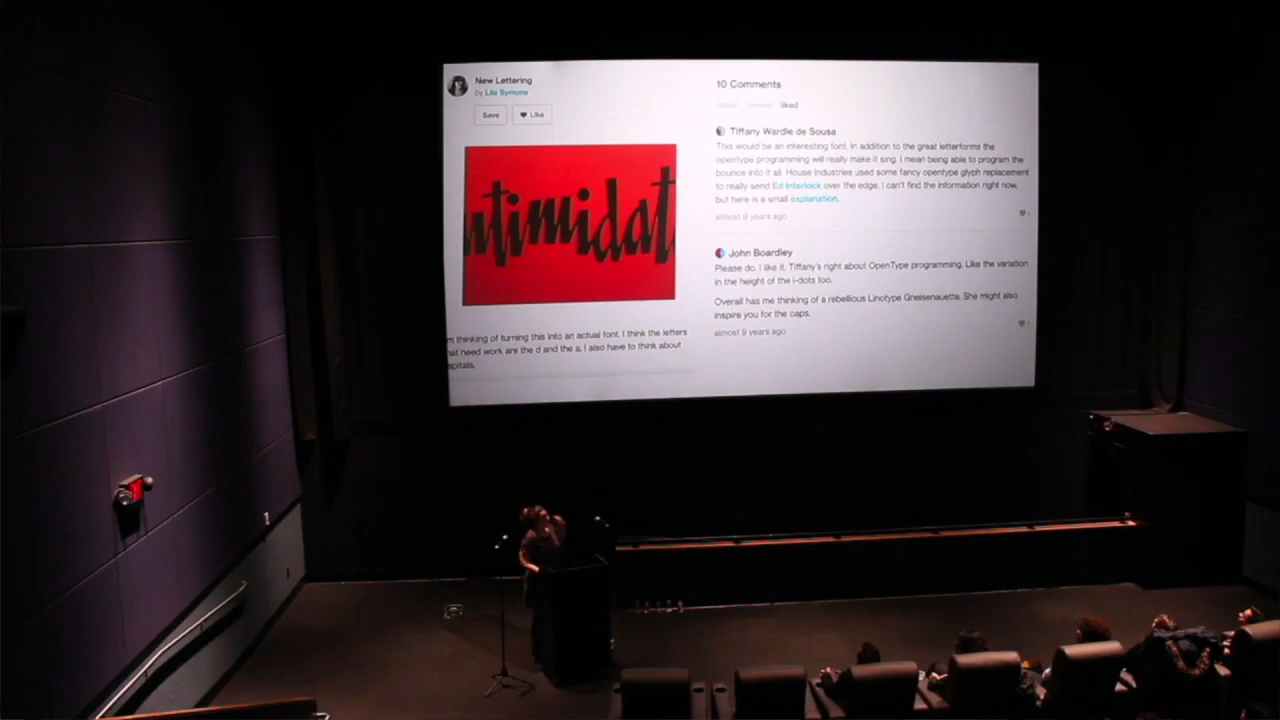 New Lettering
by Lila Symons
Save
Like
ntimidat
m thinking of turning this into an actual font. I think the letters
hat need work are the d and the a. I also have to think about
apitals.
10 Comments
oldest newest liked
Tiffany Wardle de Sousa
This would be an interesting font. In addition to the great letterforms the
opentype programming will really make it sing. I mean being able to program the
bounce into it all. House Industries used some fancy opentype glyph replacement
to really send Ed Interlock over the edge. I can't find the information right now,
but here is a small explanation.
almost 9 years ago
1
John Boardley
Please do. I like it. Tiffany's right about OpenType programming. Like the variation
in the height of the i-dots too.
Overall has me thinking of a rebellious Linotype Gneisenauette. She might also
inspire you for the caps.
almost 9 years ago
1